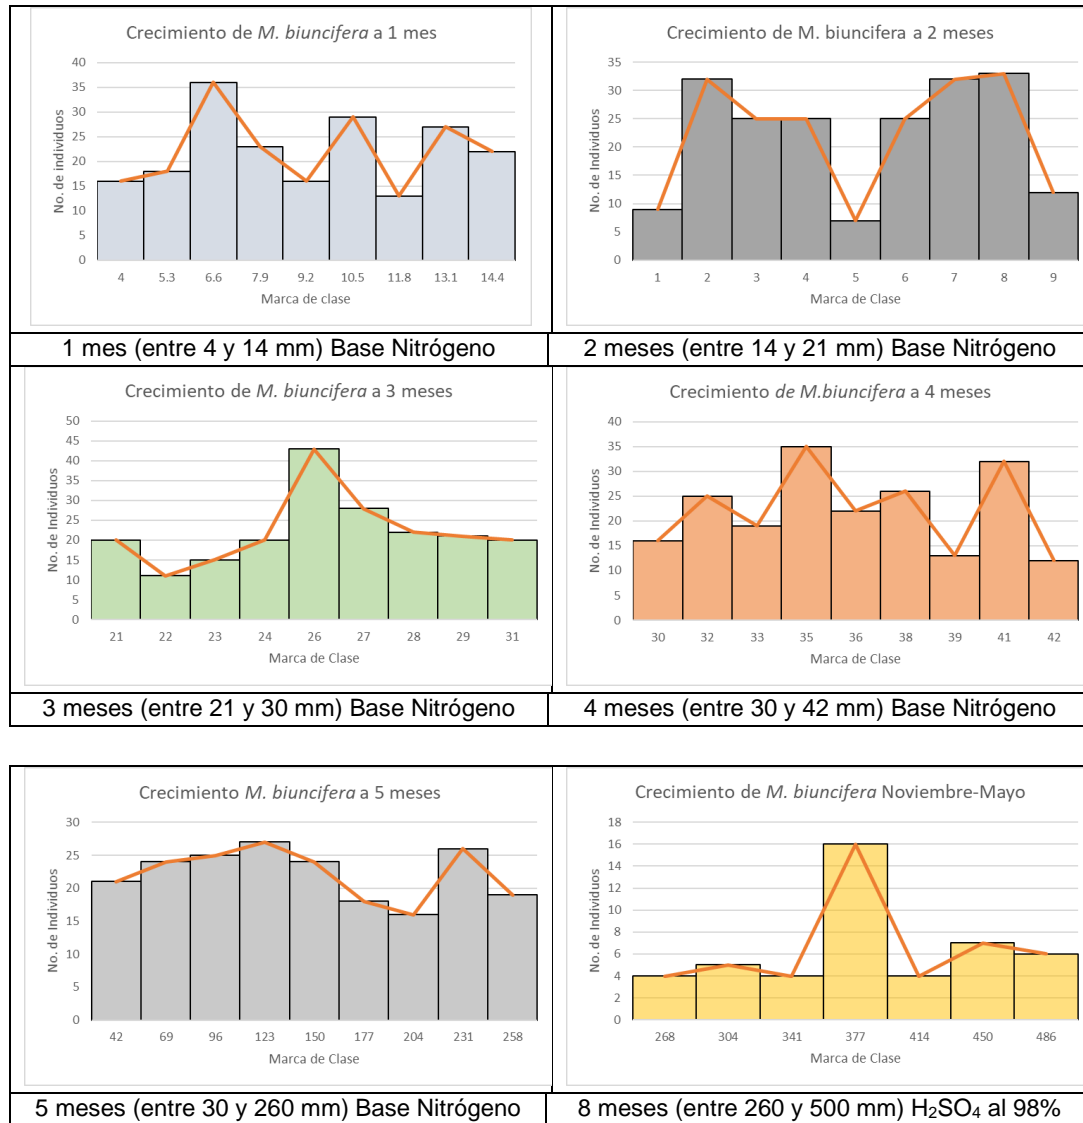 Crecimiento de M. biuncifera a 1 mes
40
35
30
25
20
15
10
5
0
No. de individuos
4 5.3 6.6 7.9 9.2 10.5 11.8 13.1 14.4
Marca de clase
1 mes (entre 4 y 14 mm) Base Nitrógeno
Crecimiento de M. biuncifera a 2 meses
35
30
25
20
15
10
5
0
No. de Individuos
1 2 3 4 5 6 7 8 9
Marca de Clase
2 meses (entre 14 y 21 mm) Base Nitrógeno
Crecimiento de M. biuncifera a 3 meses
50
45
40
35
30
25
20
15
10
5
0
No. de Individuos
21 22 23 24 26 27 28 29 31
Marca de Clase
3 meses (entre 21 y 30 mm) Base Nitrógeno
Crecimiento de M.biuncifera a 4 meses
40
35
30
25
20
15
10
5
0
No. de Individuos
30 32 33 35 36 38 39 41 42
Marca de Clase
4 meses (entre 30 y 42 mm) Base Nitrógeno
Crecimiento M. biuncifera a 5 meses
30
25
20
15
10
5
0
No. de Individuos
42 69 96 123 150 177 204 231 258
Marca de Clase
5 meses (entre 30 y 260 mm) Base Nitrógeno
Crecimiento de M. biuncifera Noviembre-Mayo
18
16
14
12
10
8
6
4
2
0
No. de Individuos
268 304 341 377 414 450 486
Marca de Clase
8 meses (entre 260 y 500 mm) H₂SO₄ al 98%